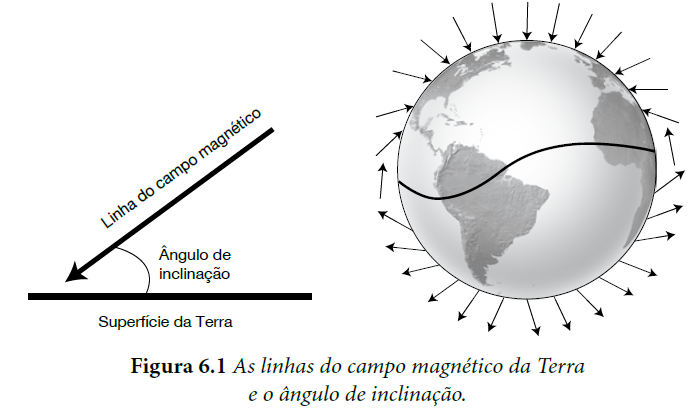 Linha do campo magnético
Ângulo de
inclinação
Superfície da Terra
Figura 6.1 As linhas do campo magnético da Terra
e o ângulo de inclinação.